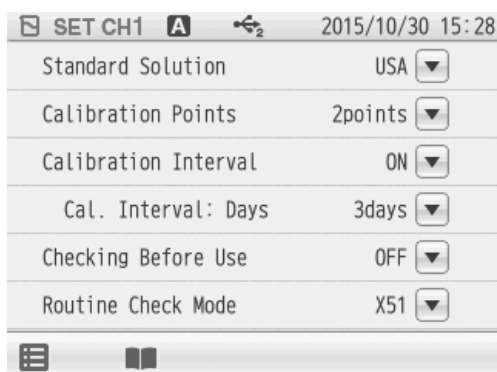 SET CH1 A 2 2015/10/30 15:28
Standard Solution USA
Calibration Points 2points
Calibration Interval ON
Cal. Interval: Days 3days
Checking Before Use OFF
Routine Check Mode X51